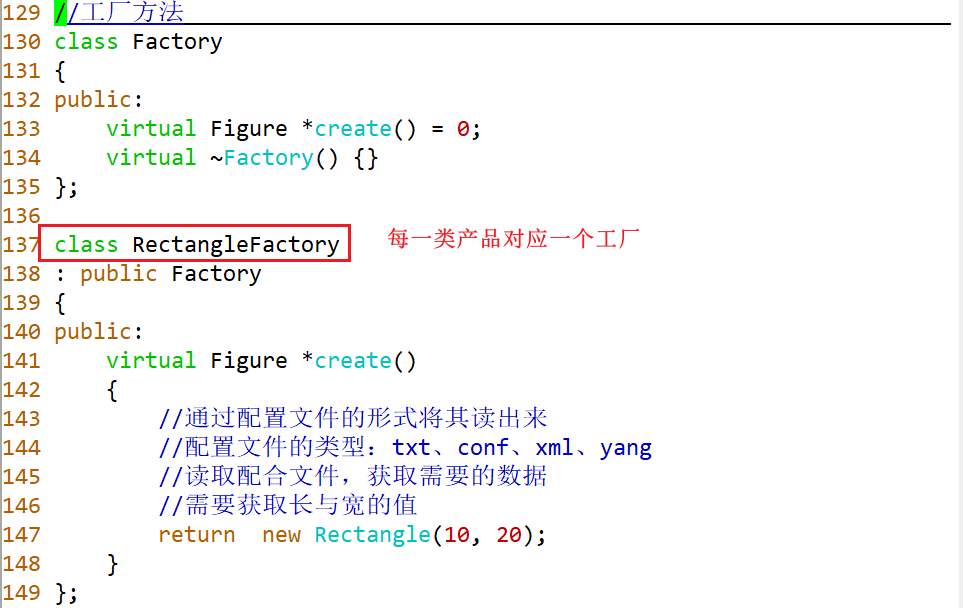 129 //工厂方法
130 class Factory
131 {
132 public:
133     virtual Figure *create() = 0;
134     virtual ~Factory() {}
135 };
136
137 class RectangleFactory 每一类产品对应一个工厂
138 : public Factory
139 {
140 public:
141     virtual Figure *create()
142     {
143         //通过配置文件的形式将其读出来
144         //配置文件的类型：txt、conf、xml、yang
145         //读取配合文件，获取需要的数据
146         //需要获取长与宽的值
147         return  new Rectangle(10, 20);
148     }
149 };